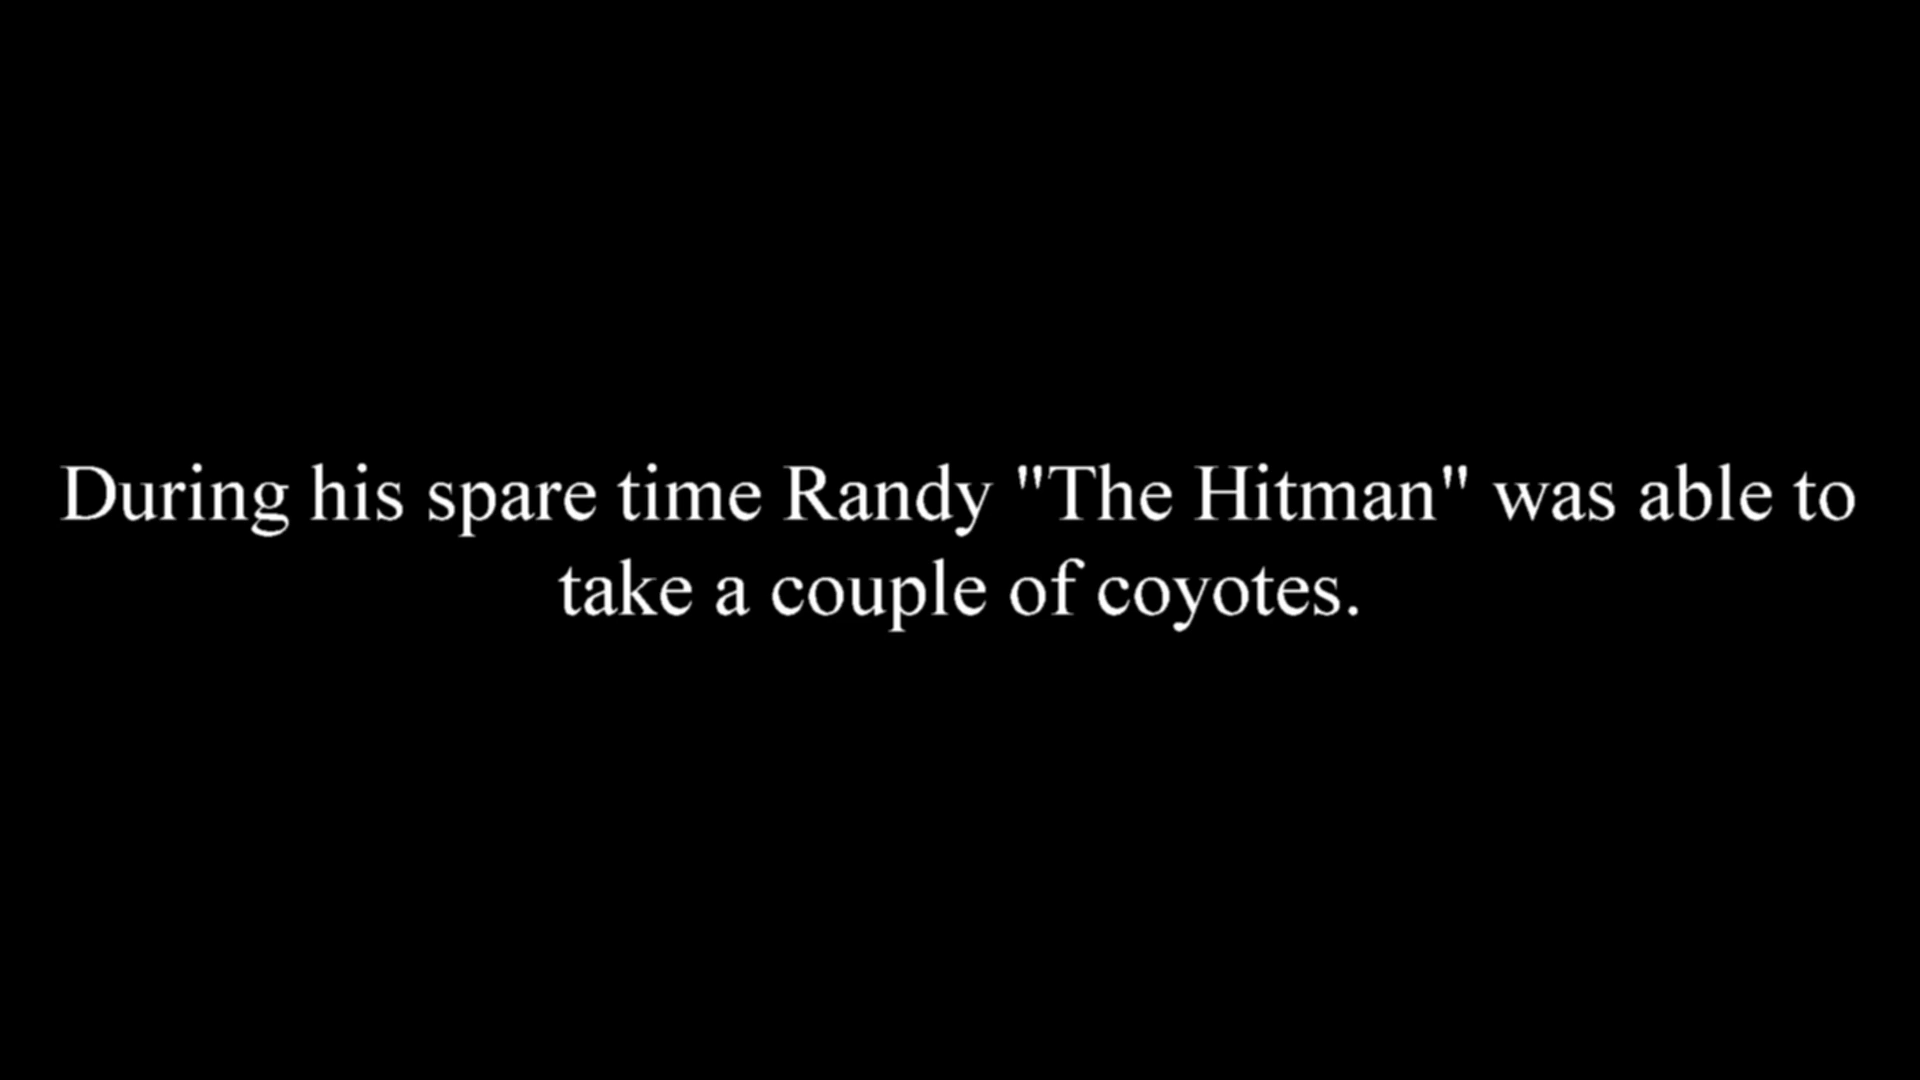 During his spare time Randy "The Hitman" was able to
take a couple of coyotes.